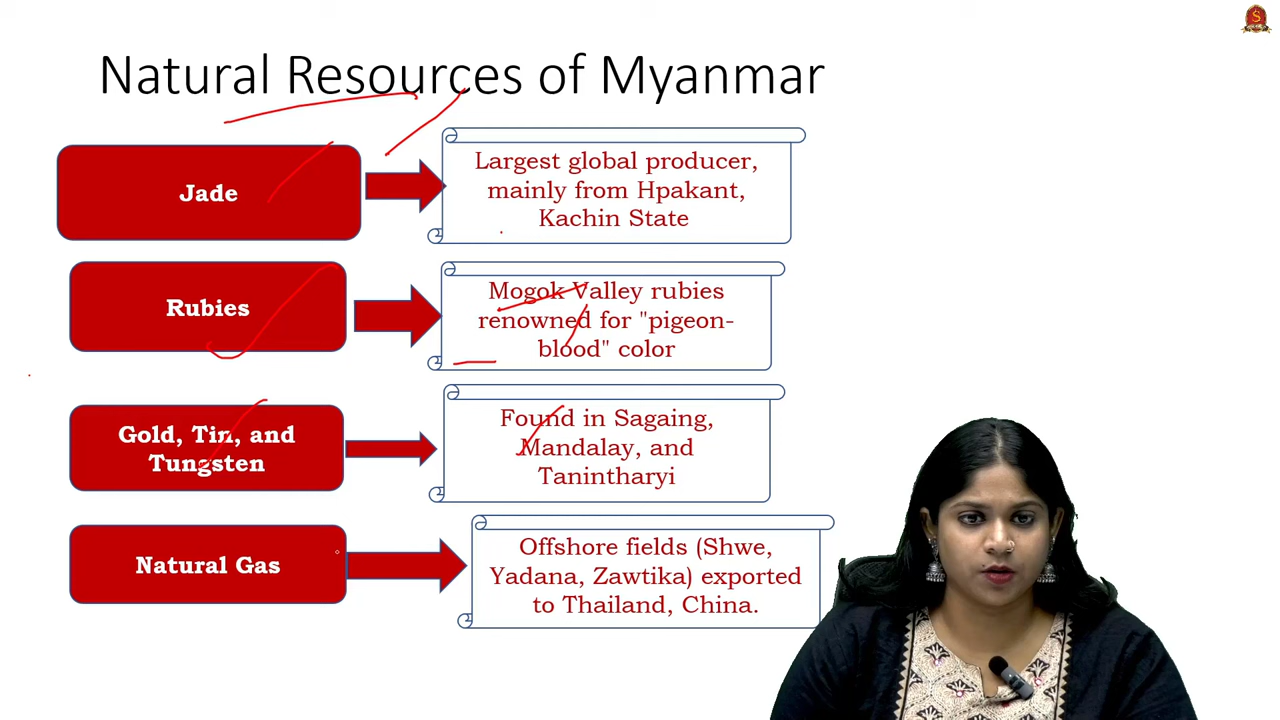 Natural Resources of Myanmar
Jade
Largest global producer,
mainly from Hpakant,
Kachin State
Rubies
Mogok Valley rubies
renowned for "pigeon-
blood" color
Gold, Tin, and
Tungsten
Found in Sagaing,
Mandalay, and
Tanintharyi
Natural Gas
Offshore fields (Shwe,
Yadana, Zawtika) exported
to Thailand, China.